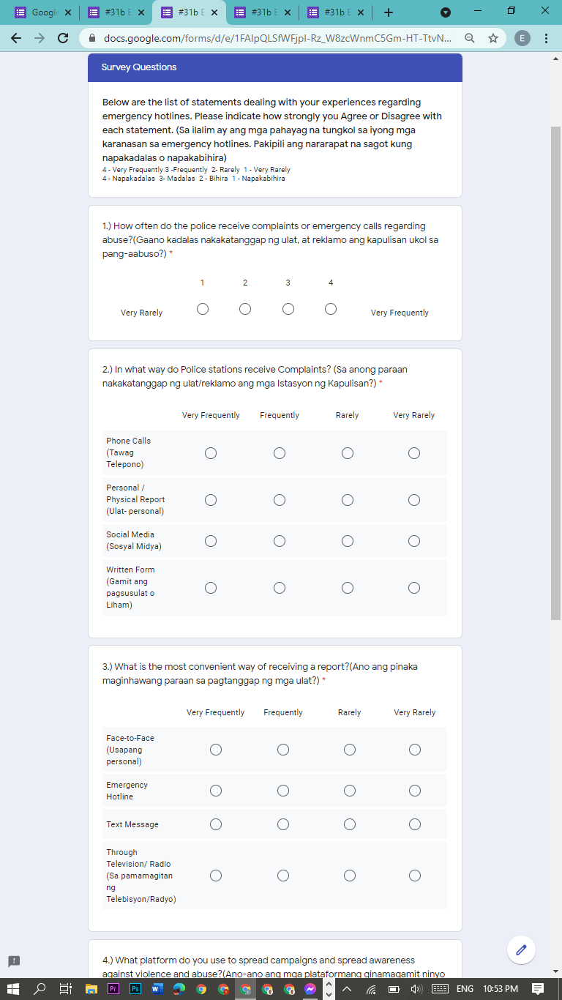 Google
#31b E
#31b E
#31b E
#31b E
docs.google.com/forms/d/e/1FAIpQLSfWFjpI-Rz_W8zcWnmC5Gm-HT-TtvN...
E
Survey Questions
Below are the list of statements dealing with your experiences regarding
emergency hotlines. Please indicate how strongly you Agree or Disagree with
each statement. (Sa ilalim ay ang mga pahayag na tungkol sa iyong mga
karanasan sa emergency hotlines. Pakipili ang nararapat na sagot kung
napakadalas o napakabihira)
4 - Very Frequently 3 -Frequently 2- Rarely 1 - Very Rarely
4 - Napakadalas 3- Madalas 2 - Bihira 1 - Napakabihira
1.) How often do the police receive complaints or emergency calls regarding
abuse?(Gaano kadalas nakakatanggap ng ulat, at reklamo ang kapulisan ukol sa
pang-aabuso?) *
1 2 3 4
Very Rarely Very Frequently
2.) In what way do Police stations receive Complaints? (Sa anong paraan
nakakatanggap ng ulat/reklamo ang mga Istasyon ng Kapulisan?) *
Very Frequently Frequently Rarely Very Rarely
Phone Calls
(Tawag
Telepono)
Personal /
Physical Report
(Ulat- personal)
Social Media
(Sosyal Midya)
Written Form
(Gamit ang
pagsusulat o
Liham)
3.) What is the most convenient way of receiving a report?(Ano ang pinaka
maginhawang paraan sa pagtanggap ng mga ulat?) *
Very Frequently Frequently Rarely Very Rarely
Face-to-Face
(Usapang
personal)
Emergency
Hotline
Text Message
Through
Television/ Radio
(Sa pamamagitan
ng
Telebisyon/Radyo)
4.) What platform do you use to spread campaigns and spread awareness
against violence and abuse?(Ano-ano ang mga plataformang ginamagamit ninyo
Pr
Ps
W
ENG 10:53 PM